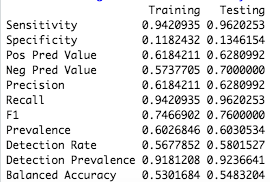 Training Testing
Sensitivity 0.9420935 0.9620253
Specificity 0.1182432 0.1346154
Pos Pred Value 0.6184211 0.6280992
Neg Pred Value 0.5737705 0.7000000
Precision 0.6184211 0.6280992
Recall 0.9420935 0.9620253
F1 0.7466902 0.7600000
Prevalence 0.6026846 0.6030534
Detection Rate 0.5677852 0.5801527
Detection Prevalence 0.9181208 0.9236641
Balanced Accuracy 0.5301684 0.5483204